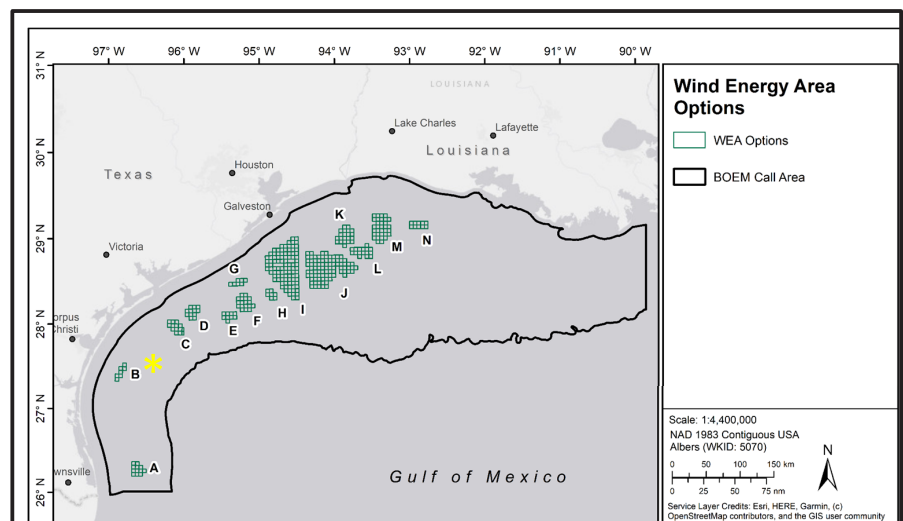 97° W 96° W 95° W 94° W 93° W 92° W 91° W 90° W
31° N
30° N
29° N
28° N
27° N
26° N
LOUISIANA
Lake Charles
Lafayette
Louisiana
Houston
Texas
Galveston
Victoria
orpus
hristi
wnsville
K
M
N
L
G
J
I
H
F
E
D
C
B
A
Gulf of Mexico
Wind Energy Area
Options
WEA Options
BOEM Call Area
Scale: 1:4,400,000
NAD 1983 Contiguous USA
Albers (WKID: 5070)
0 50 100 150 km
0 25 50 75 nm
N
Service Layer Credits: Esri, HERE, Garmin, (c)
OpenStreetMap contributors, and the GIS user community